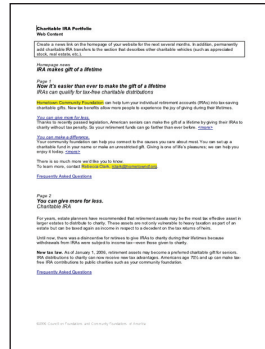 Charitable IRA Portfolio
Web Content
Create a news link on the homepage of your website for the next several months. In addition, permanently
add charitable IRA transfers to the section that describes other charitable vehicles (such as appreciated
stock, real estate, etc.).
Homepage news
IRA makes gift of a lifetime
Page 1
Now it's easier than ever to make the gift of a lifetime
IRAs can qualify for tax-free charitable distributions
Hometown Community Foundation can help turn your individual retirement accounts (IRAs) into tax-saving
charitable gifts. New tax benefits allow more people to experience the joy of giving during their lifetimes.
You can give more for less.
Thanks to recently passed legislation, American seniors can make the gift of a lifetime by giving their IRAs to
charity without tax penalty. So your retirement funds can go farther than ever before. <more>
You can make a difference.
Your community foundation can help you connect to the causes you care about most. You can set up a
charitable fund in your name or make an unrestricted gift. Giving is one of life's pleasures; we can help you
enjoy it today. <more>
There is so much more we'd like you to know.
To learn more, contact Rebecca Clark,
Frequently Asked Questions
Page 2
You can give more for less.
Charitable IRA
For years, estate planners have recommended that retirement assets may be the most tax effective asset in
larger estates to distribute to charity. These assets are not only vulnerable to heavy taxation as part of an
estate but can be taxed again as income in respect to a decedent on the tax returns of heirs.
Until now, there was a disincentive for retirees to give IRAs to charity during their lifetimes because
withdrawals from IRAs were subject to income tax—even those given to charity.
New tax law. As of January 1, 2006, retirement assets may become a preferred charitable gift for seniors.
IRA distributions to charity can now receive new tax advantages. Americans age 70½ and up can make tax-
free IRA contributions to public charities such as your community foundation.
Frequently Asked Questions